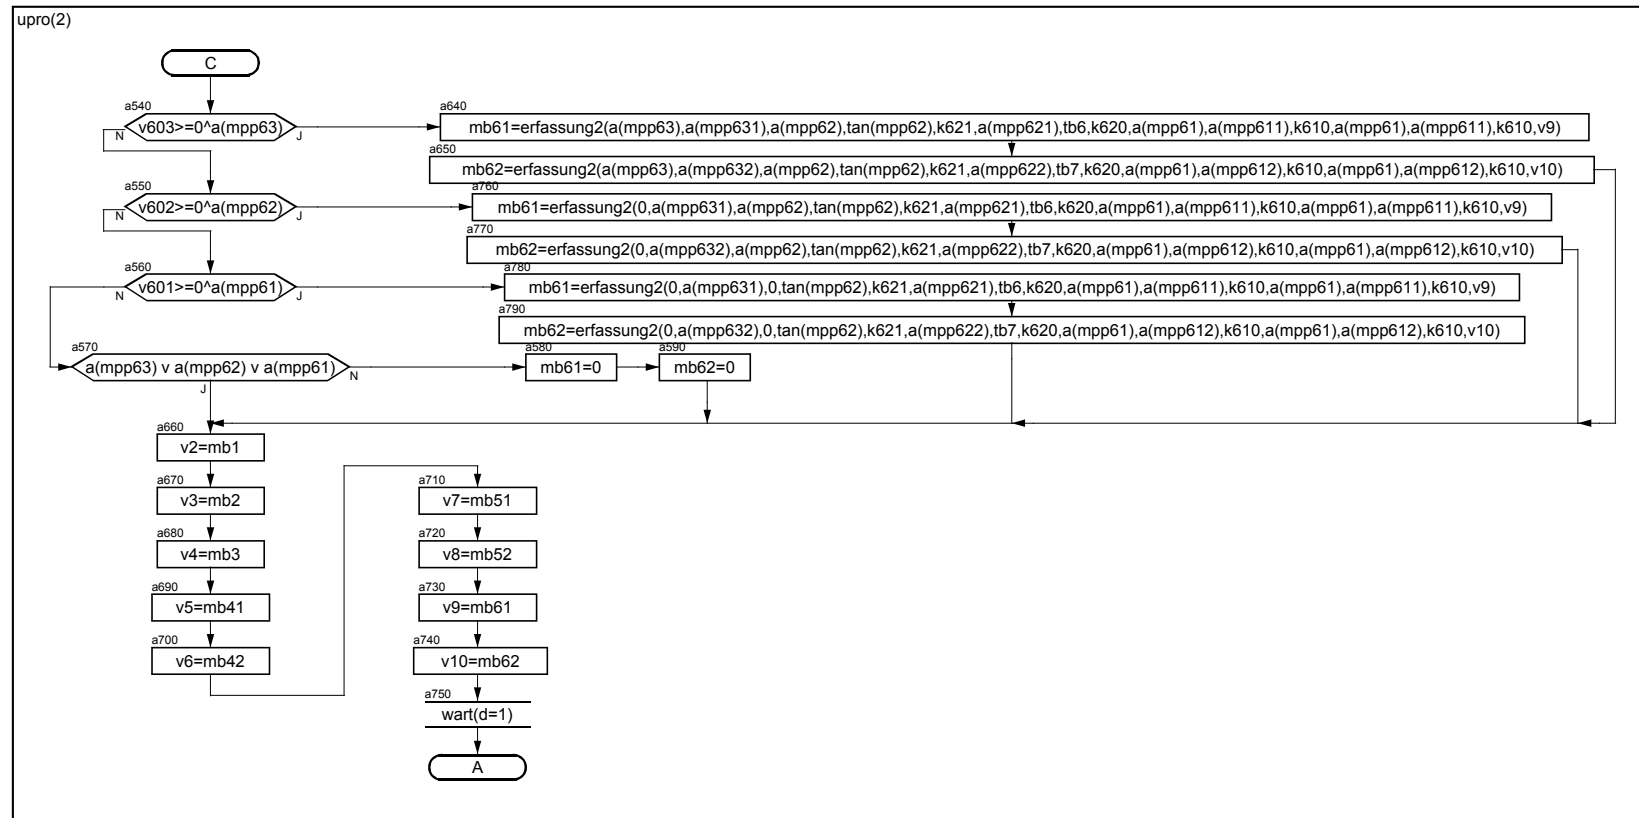 upro(2)
C
a540
v603>=0^a(mpp63)
N
J
a640
mb61=erfassung2(a(mpp63),a(mpp631),a(mpp62),tan(mpp62),k621,a(mpp621),tb6,k620,a(mpp61),a(mpp611),k610,a(mpp61),a(mpp611),k610,v9)
a650
mb62=erfassung2(a(mpp63),a(mpp632),a(mpp62),tan(mpp62),k621,a(mpp622),tb7,k620,a(mpp61),a(mpp612),k610,a(mpp61),a(mpp612),k610,v10)
a550
v602>=0^a(mpp62)
N
J
a760
mb61=erfassung2(0,a(mpp631),a(mpp62),tan(mpp62),k621,a(mpp621),tb6,k620,a(mpp61),a(mpp611),k610,a(mpp61),a(mpp611),k610,v9)
a770
mb62=erfassung2(0,a(mpp632),a(mpp62),tan(mpp62),k621,a(mpp622),tb7,k620,a(mpp61),a(mpp612),k610,a(mpp61),a(mpp612),k610,v10)
a560
v601>=0^a(mpp61)
N
J
a780
mb61=erfassung2(0,a(mpp631),0,tan(mpp62),k621,a(mpp621),tb6,k620,a(mpp61),a(mpp611),k610,a(mpp61),a(mpp611),k610,v9)
a790
mb62=erfassung2(0,a(mpp632),0,tan(mpp62),k621,a(mpp622),tb7,k620,a(mpp61),a(mpp612),k610,a(mpp61),a(mpp612),k610,v10)
a570
a(mpp63) v a(mpp62) v a(mpp61)
N
J
a580
mb61=0
a590
mb62=0
a660
v2=mb1
a670
v3=mb2
a680
v4=mb3
a690
v5=mb41
a700
v6=mb42
a710
v7=mb51
a720
v8=mb52
a730
v9=mb61
a740
v10=mb62
a750
wart(d=1)
A